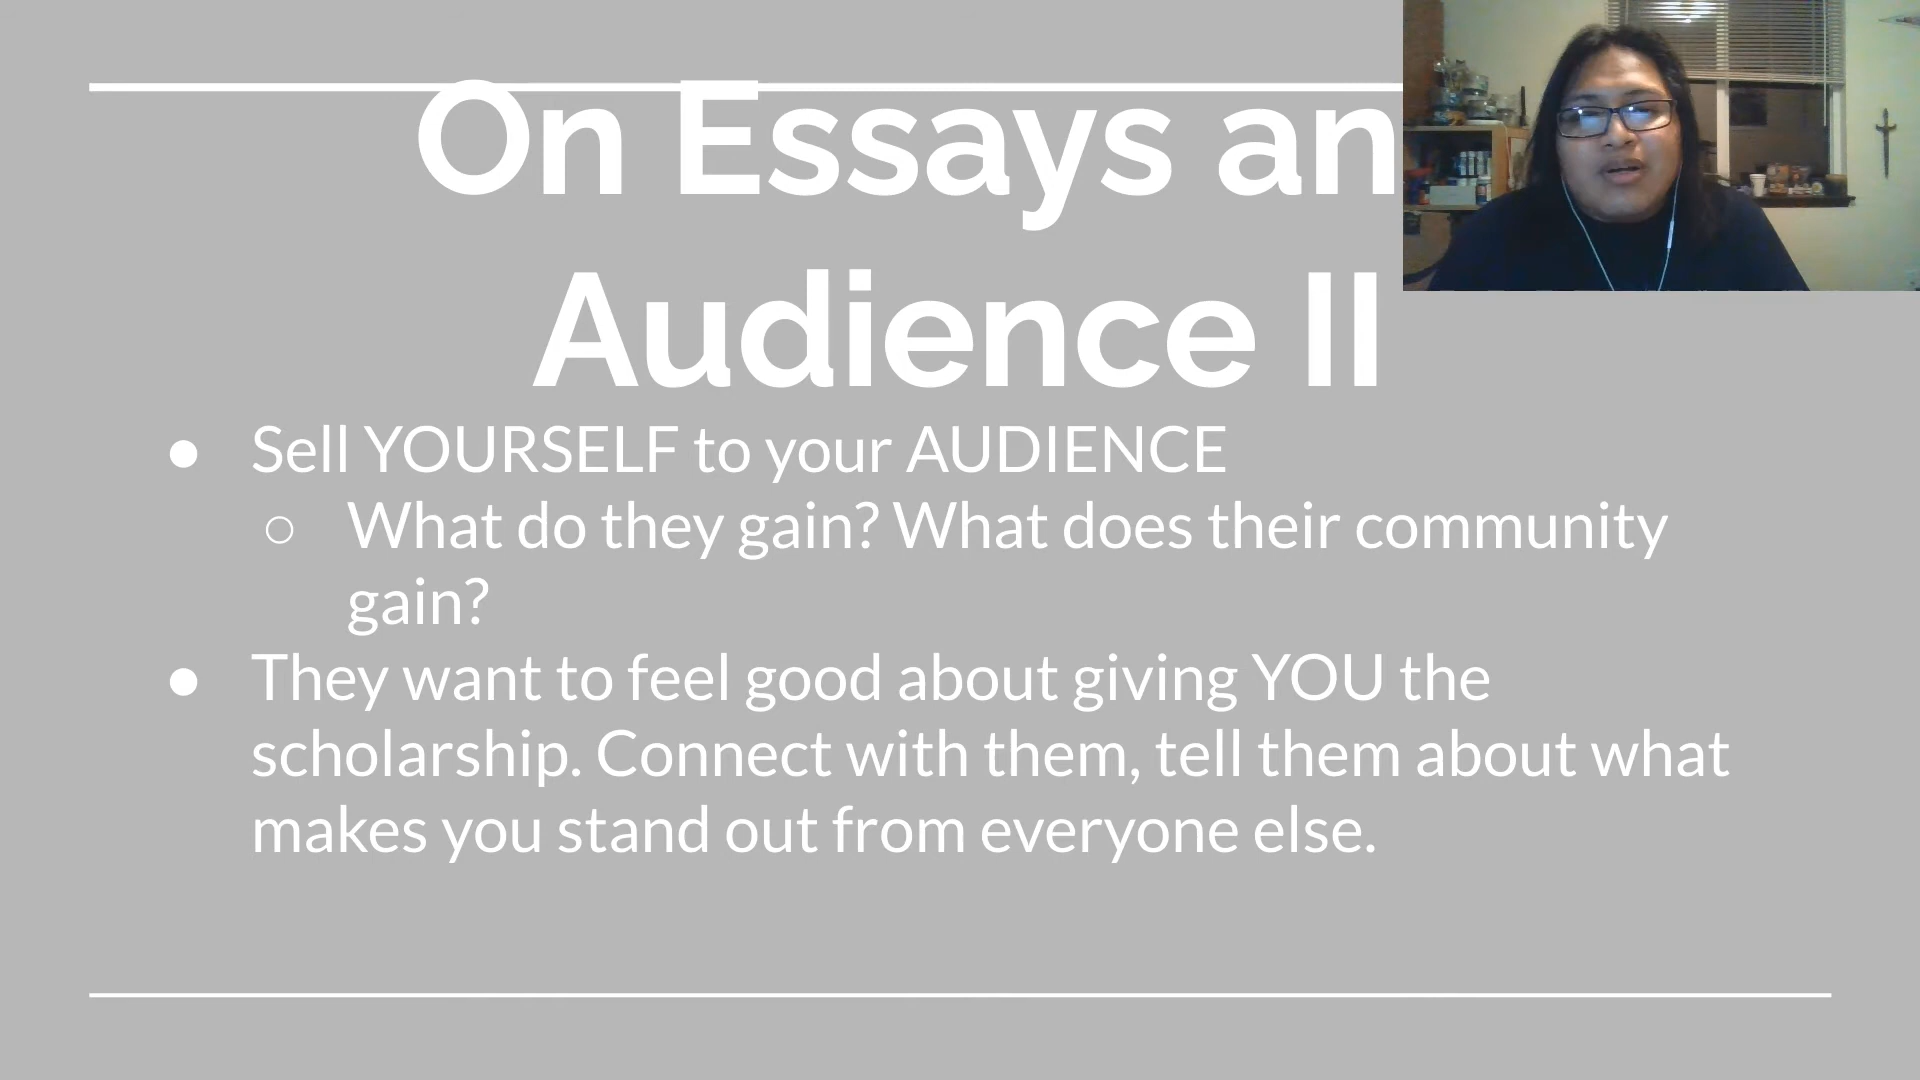 On Essays an
Audience II
● Sell YOURSELF to your AUDIENCE
○ What do they gain? What does their community
gain?
● They want to feel good about giving YOU the
scholarship. Connect with them, tell them about what
makes you stand out from everyone else.